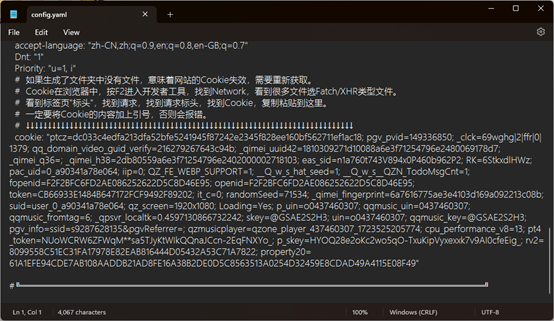 config.yaml
File Edit View
accept-language: "zh-CN,zh;q=0.9,en;q=0.8,en-GB;q=0.7"
Dnt: "1"
Priority: "u=1, i"
# 如果生成了文件夹中没有文件，意味着网站的Cookie失效，需要重新获取。
# Cookie在浏览器中，按F2进入开发者工具，找到Network，看到很多文件选Fatch/XHR类型文件。
# 看到标签页"标头"，找到请求，找到请求标头，找到Cookie，复制粘贴到这里。
# 一定要将Cookie的内容加上引号，否则会报错。
cookie: "ptcz=dc033c4edfa213dfa52bfe5241945f87242e2345f828ee160bf562711ef1ac18; pgv_pvid=149336850; _clck=69wghg|2|ffr|0|
1379; qq_domain_video_guid_verify=216279267643c94b; _qimei_uuid42=1810309271d10088a6e3f71254796e2480069178d7;
_qimei_q36=; _qimei_h38=2db80559a6e3f71254796e2402000002718103; eas_sid=n1a760t743V894x0P460b962P2; RK=6StkxdlHWz;
pac_uid=0_a90341a78e064; iip=0; QZ_FE_WEBP_SUPPORT=1; __Q_w_s_hat_seed=1; __Q_w_s__QZN_TodoMsgCnt=1;
fopenid=F2F2BFC6FD2AE086252622D5C8D46E95; openid=F2F2BFC6FD2AE086252622D5C8D46E95;
token=CB66933E1484B647172FCF9492F89202; it_c=0; randomSeed=71534; _qimei_fingerprint=6a7616775ae3e4103d169a092213c08b;
suid=user_0_a90341a78e064; qz_screen=1920x1080; Loading=Yes; p_uin=o0437460307; qqmusic_uin=0437460307;
qqmusic_fromtag=6; _qpsvr_localtk=0.4597130866732242; skey=@GSAE2S2H3; uin=o0437460307; qqmusic_key=@GSAE2S2H3;
pgv_info=ssid=s9287628135&pgvReferrer=; qzmusicplayer=qzone_player_437460307_1723525205774; cpu_performance_v8=13; pt4
_token=NUoWCRW6ZFWqM**sa5TJyKtWIkQQnaJCcn-2EqFNXYo_; p_skey=HYOQ28e2oKc2wo5qO-TxuKipVyxexxk7v9AI0cfeEig_; rv2=
8099558C51EC31FA17978E82EAB816444D05432A53C71A7822; property20=
61A1EFE94CDE7AB108AADDB21AD8FE16A38B2DE0D5C8563513A0254D32459E8CDAD49A4115E08F49"
#
Ln 1, Col 1 4,067 characters 100% Windows (CRLF) UTF-8